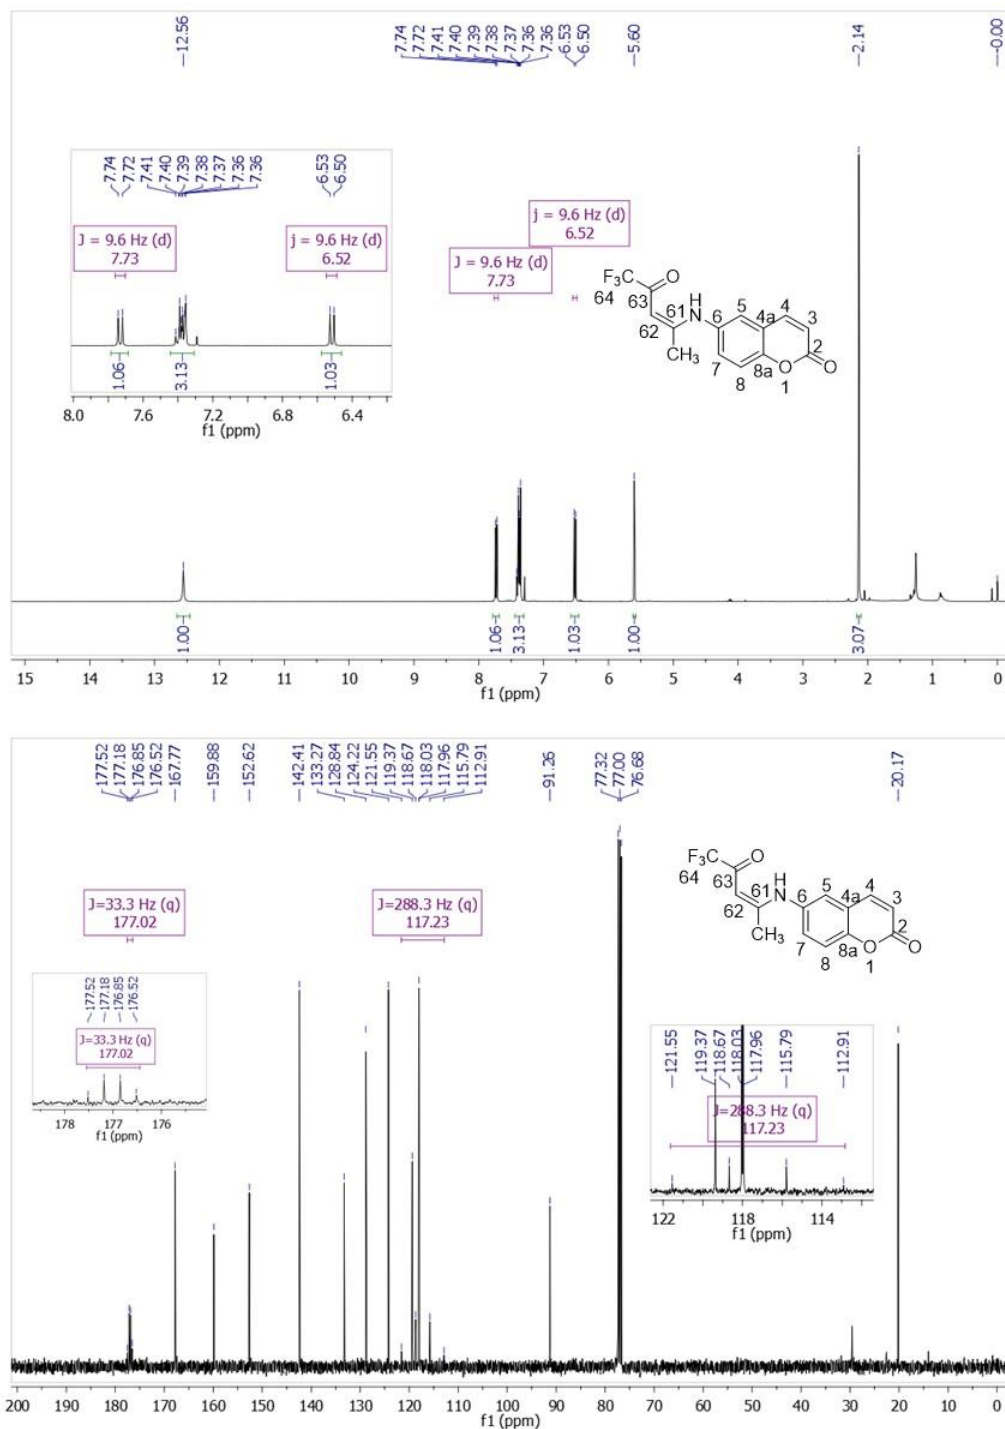 12.56
7.74
7.72
7.41
7.40
7.39
7.38
7.37
7.36
7.36
6.53
6.50
5.60
2.14
-0.00
7.74
7.72
7.41
7.40
7.39
7.38
7.37
7.36
7.36
6.53
6.50
J = 9.6 Hz (d)
7.73
j = 9.6 Hz (d)
6.52
1.06
3.13
1.03
8.0 7.6 7.2 6.8 6.4
f1 (ppm)
j = 9.6 Hz (d)
6.52
J = 9.6 Hz (d)
7.73
F3C O
64 63 61 H N 5 4
62 6 4a 3
CH3 7 8a 2
8 O 1 O
1.00
1.06
3.13
1.03
1.00
3.07
15 14 13 12 11 10 9 8 7 6 5 4 3 2 1 0
f1 (ppm)
177.52
177.18
176.85
176.52
167.77
159.88
152.62
142.41
133.27
128.84
124.22
121.55
119.37
118.67
118.03
117.96
115.79
112.91
91.26
77.32
77.00
76.68
20.17
J=33.3 Hz (q)
177.02
J=288.3 Hz (q)
117.23
F3C O
64 63 61 H N 5 4
62 6 4a 3
CH3 7 8a 2
8 O 1 O
177.52
177.18
176.85
176.52
J=33.3 Hz (q)
177.02
178 177 176
f1 (ppm)
121.55
119.37
118.67
118.03
117.96
115.79
112.91
J=288.3 Hz (q)
117.23
122 118 114
f1 (ppm)
200 190 180 170 160 150 140 130 120 110 100 90 80 70 60 50 40 30 20 10 0
f1 (ppm)